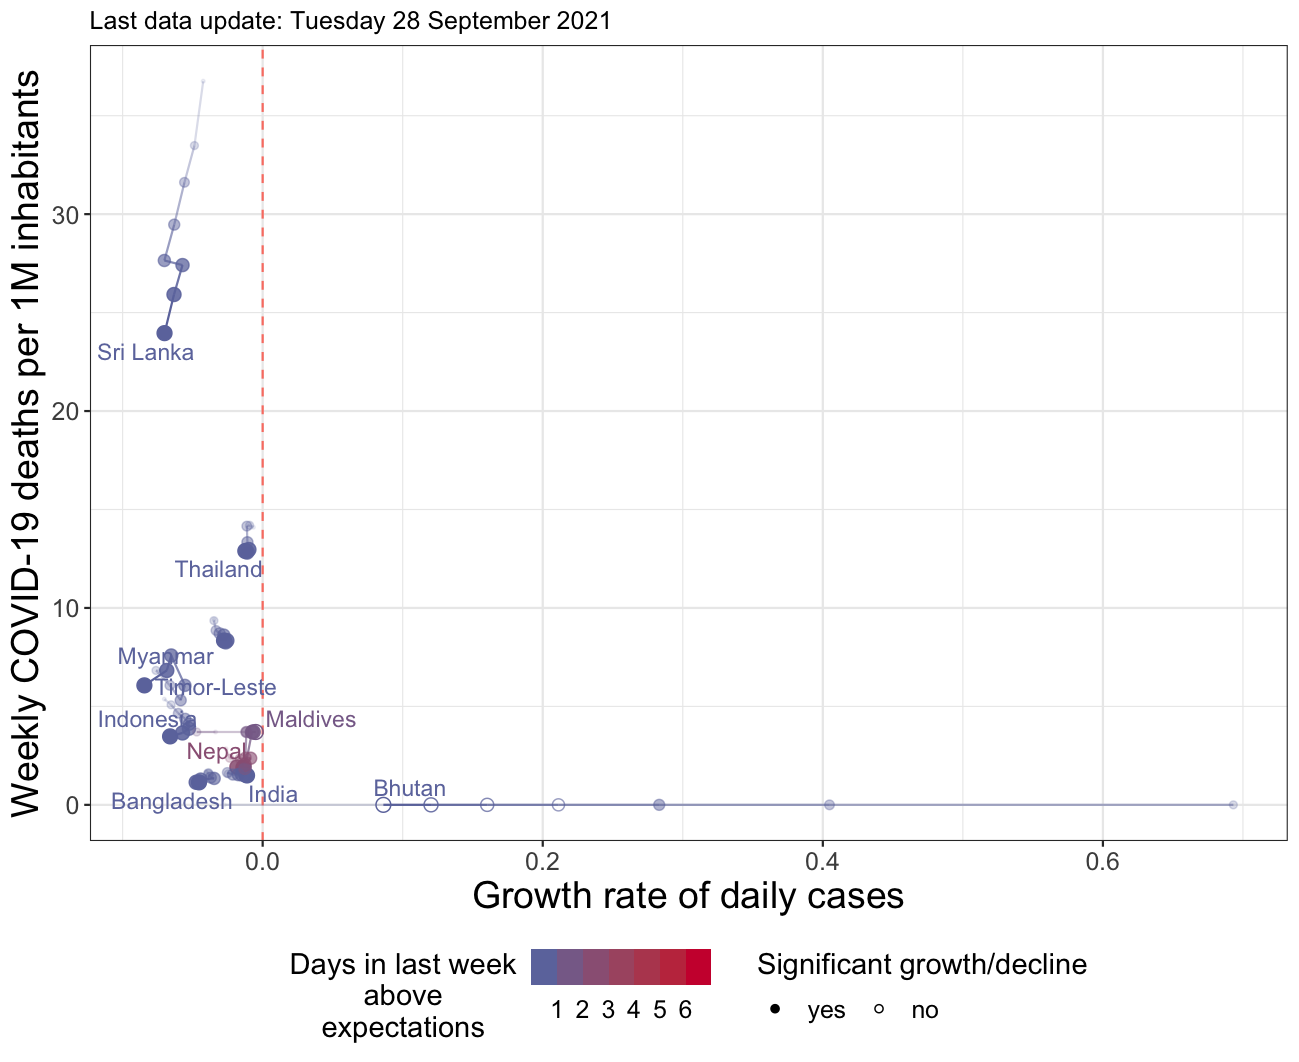 Last data update: Tuesday 28 September 2021
Weekly COVID-19 deaths per 1M inhabitants
30
20
10
0
Sri Lanka
Thailand
Myanmar
Timor-Leste
Indonesia
Maldives
Nepal
Bangladesh
India
Bhutan
0.0
0.2
0.4
0.6
Growth rate of daily cases
Days in last week
above
expectations
1 2 3 4 5 6
Significant growth/decline
yes no